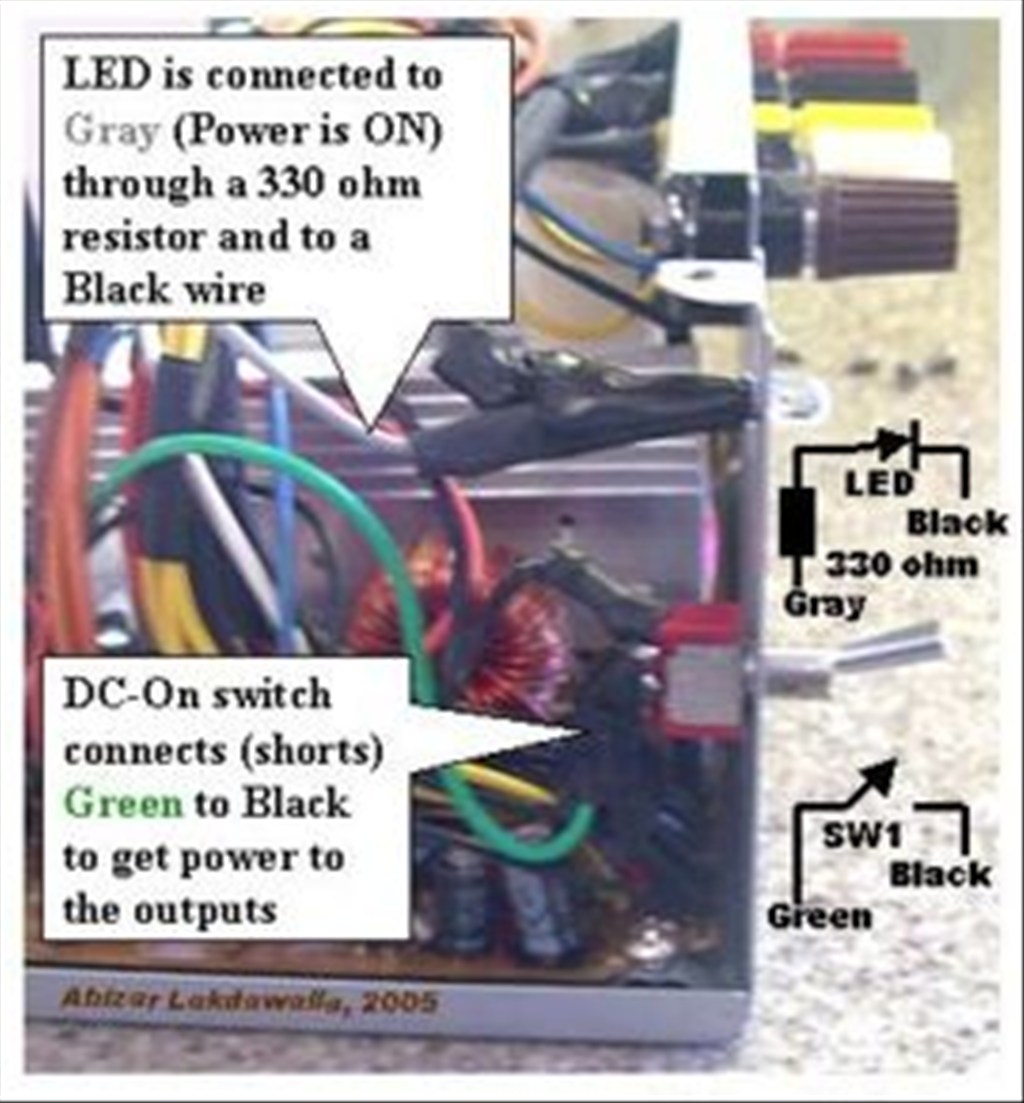 LED is connected to
Gray (Power is ON)
through a 330 ohm
resistor and to a
Black wire
LED
Black
330 ohm
Gray
DC-On switch
connects (shorts)
Green to Black
to get power to
the outputs
SW1
Black
Green
Abizar Lakdawalla, 2005